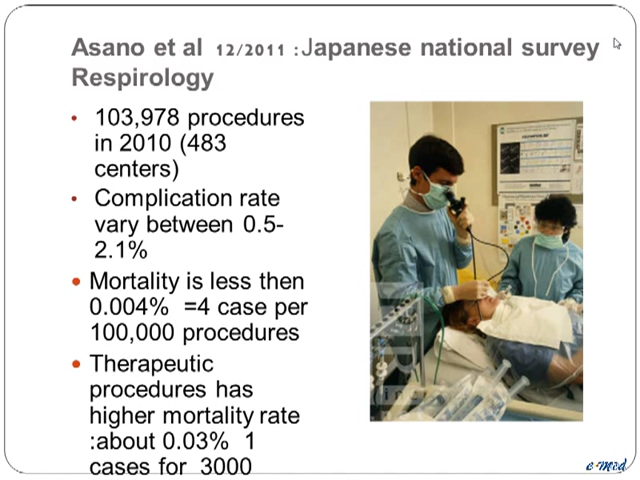 Asano et al 12/2011 :Japanese national survey
Respirology
• 103,978 procedures
in 2010 (483
centers)
• Complication rate
vary between 0.5-
2.1%
• Mortality is less then
0.004% =4 case per
100,000 procedures
• Therapeutic
procedures has
higher mortality rate
:about 0.03% 1
cases for 3000
e-Med